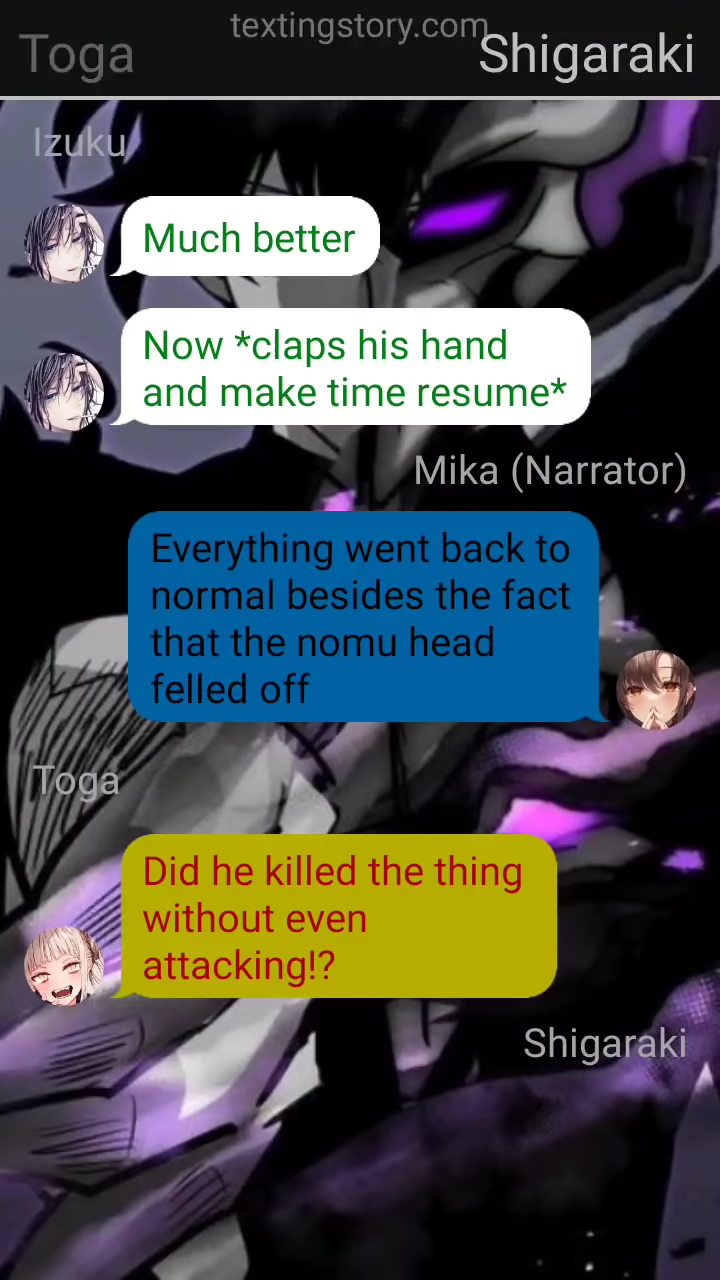 textingstory.com
Toga
Shigaraki
Izuku
Much better
Now *claps his hand
and make time resume*
Mika (Narrator)
Everything went back to
normal besides the fact
that the nomu head
felled off
Toga
Did he killed the thing
without even
attacking!?
Shigaraki